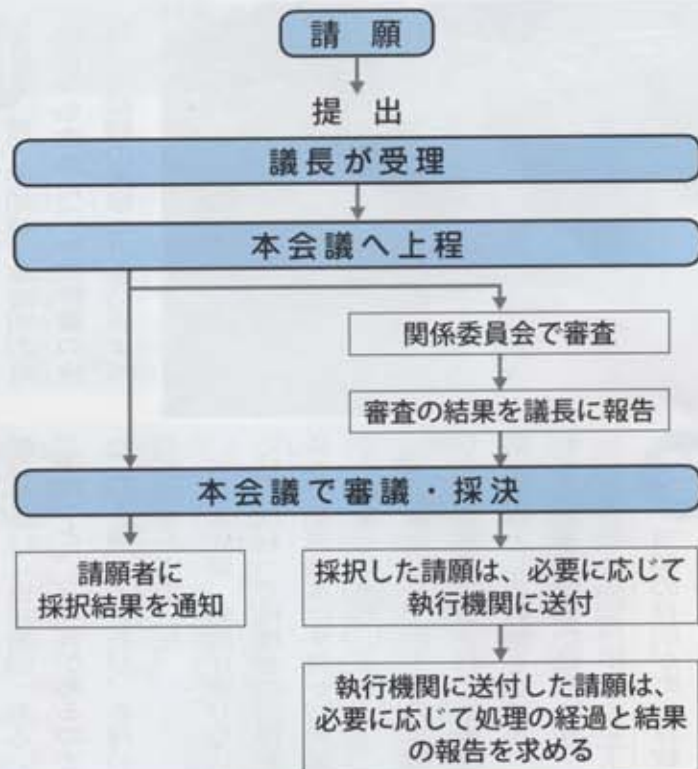 請願
提出
議長が受理
本会議へ上程
関係委員会で審査
審査の結果を議長に報告
本会議で審議・採決
請願者に
採択結果を通知
採択した請願は、必要に応じて
執行機関に送付
執行機関に送付した請願は、
必要に応じて処理の経過と結果
の報告を求める